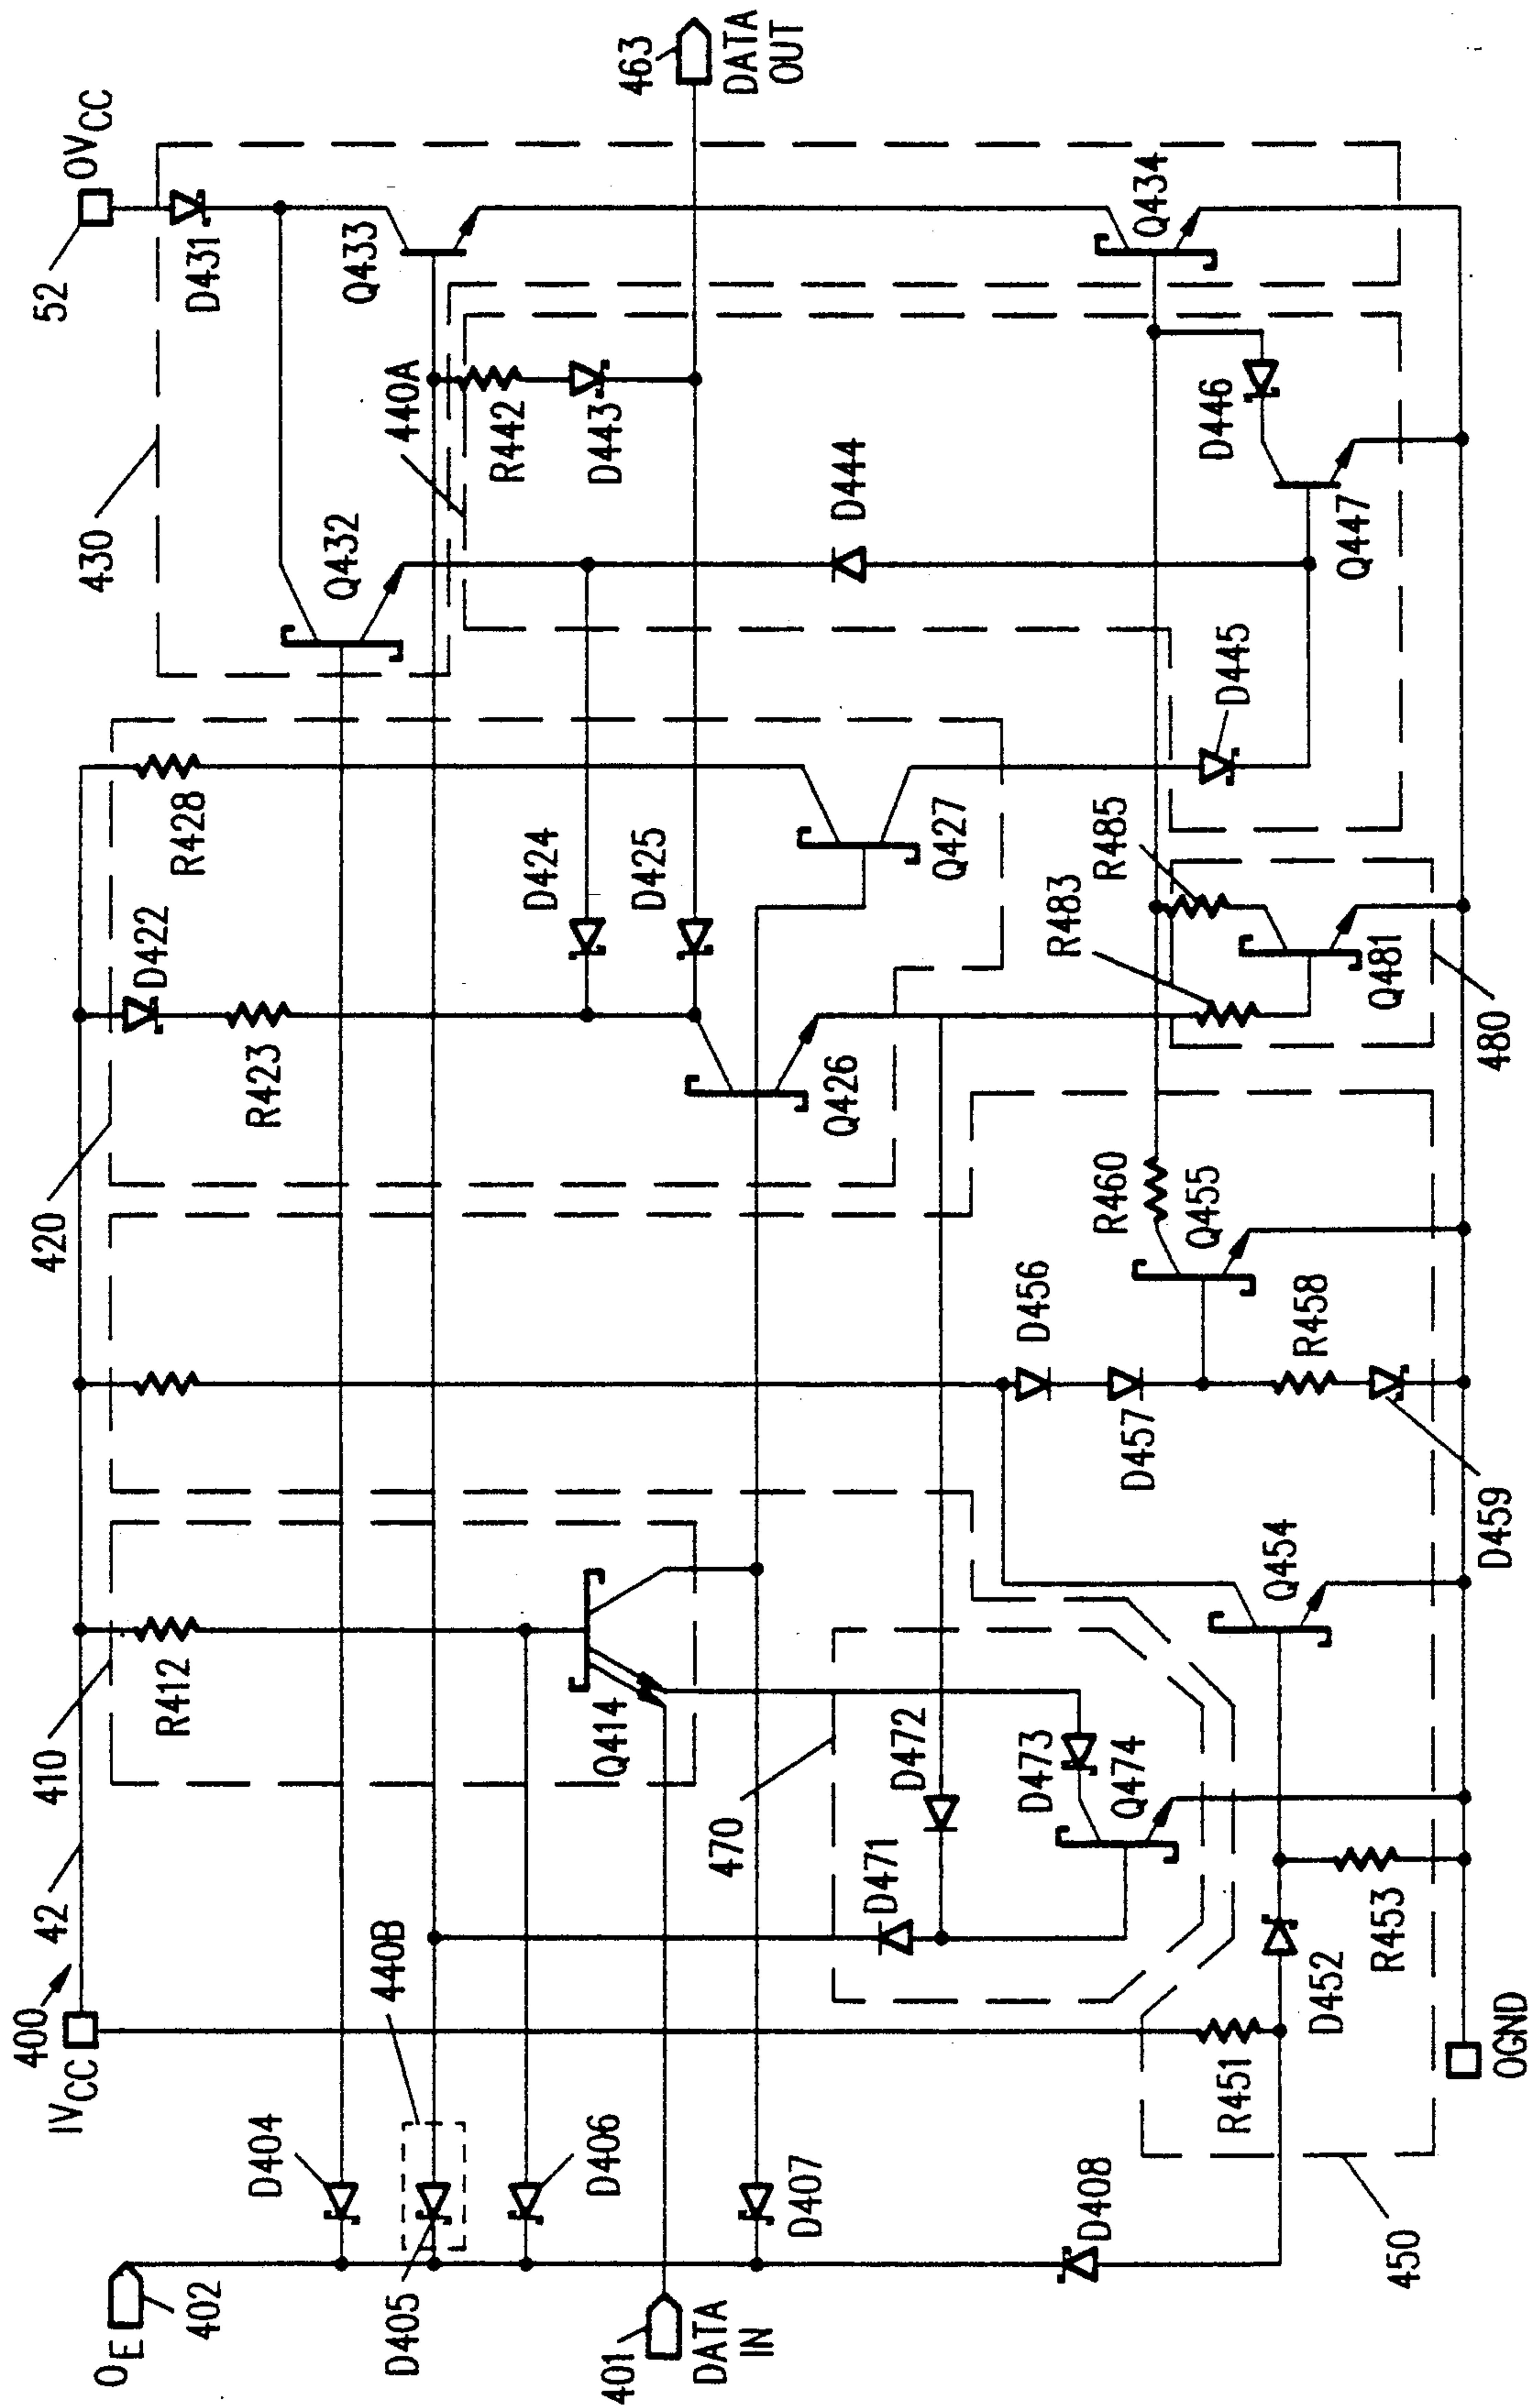 52
OV_CC
D431
Q433
430
Q432
463
DATA
OUT
440A
R442
D443
D444
Q434
D446
Q447
D445
R428
D422
R423
D424
D425
Q427
Q426
420
R485
R483
Q481
480
R460
Q455
D456
D457
R458
D459
410
R412
Q414
470
D472
D473
Q474
D471
Q454
42
400
IV_CC
440B
D404
D405
D406
D407
D408
R451
D452
R453
OGND
450
O_E
402
401
DATA
IN